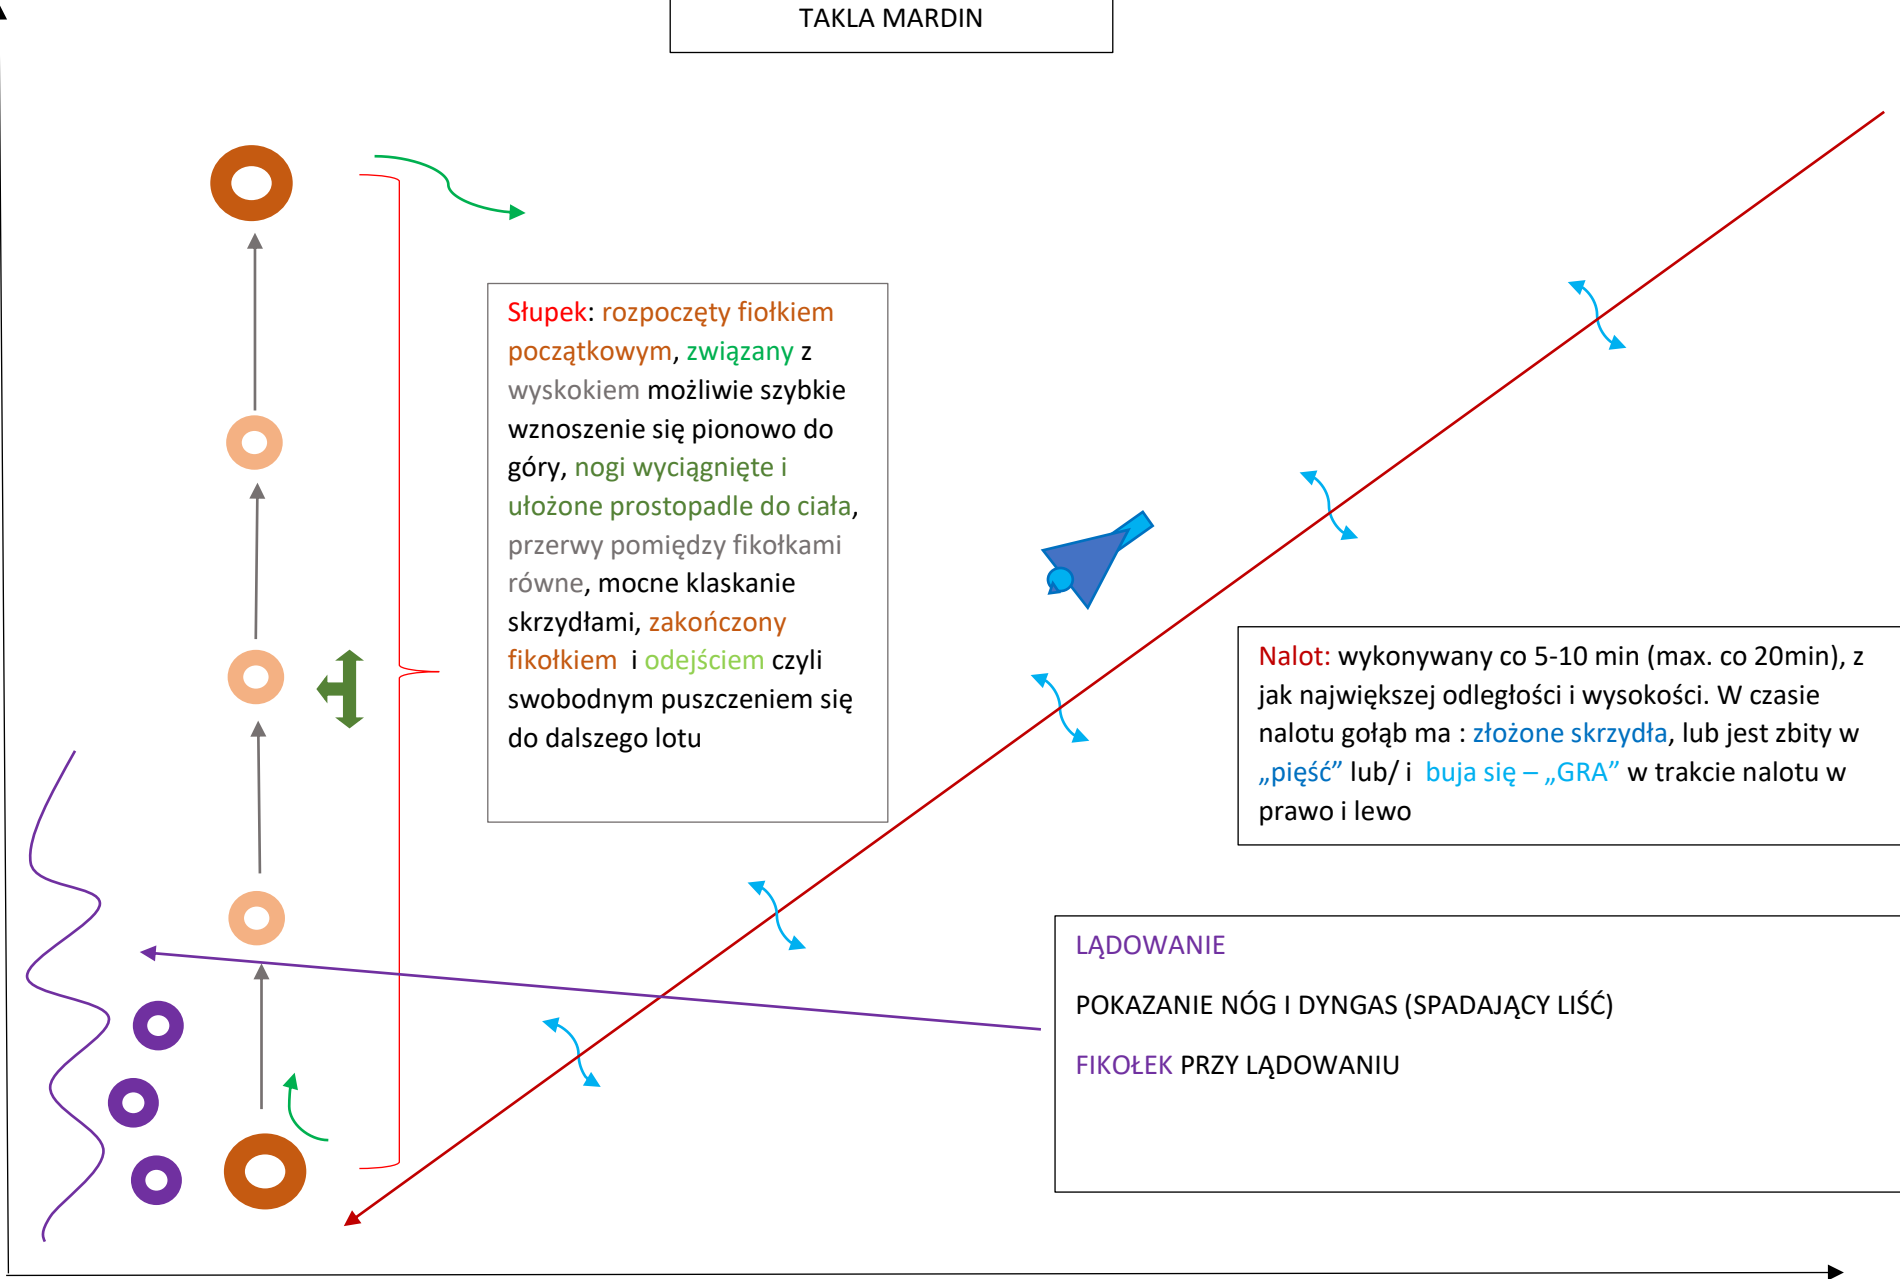 TAKLA MARDIN
Słupek: rozpoczęty fiołkiem
początkowym, związany z
wyskokiem możliwie szybkie
wznoszenie się pionowo do
góry, nogi wyciągnięte i
ułożone prostopadle do ciała,
przerwy pomiędzy fikołkami
równe, mocne klaskanie
skrzydłami, zakończony
fikołkiem i odejściem czyli
swobodnym puszczeniem się
do dalszego lotu
Nalot: wykonywany co 5-10 min (max. co 20min), z
jak największej odległości i wysokości. W czasie
nalotu gołąb ma : złożone skrzydła, lub jest zbity w
„pięść” lub/ i buja się – „GRA” w trakcie nalotu w
prawo i lewo
LĄDOWANIE
POKAZANIE NÓG I DYNGAS (SPADAJĄCY LIŚĆ)
FIKOŁEK PRZY LĄDOWANIU